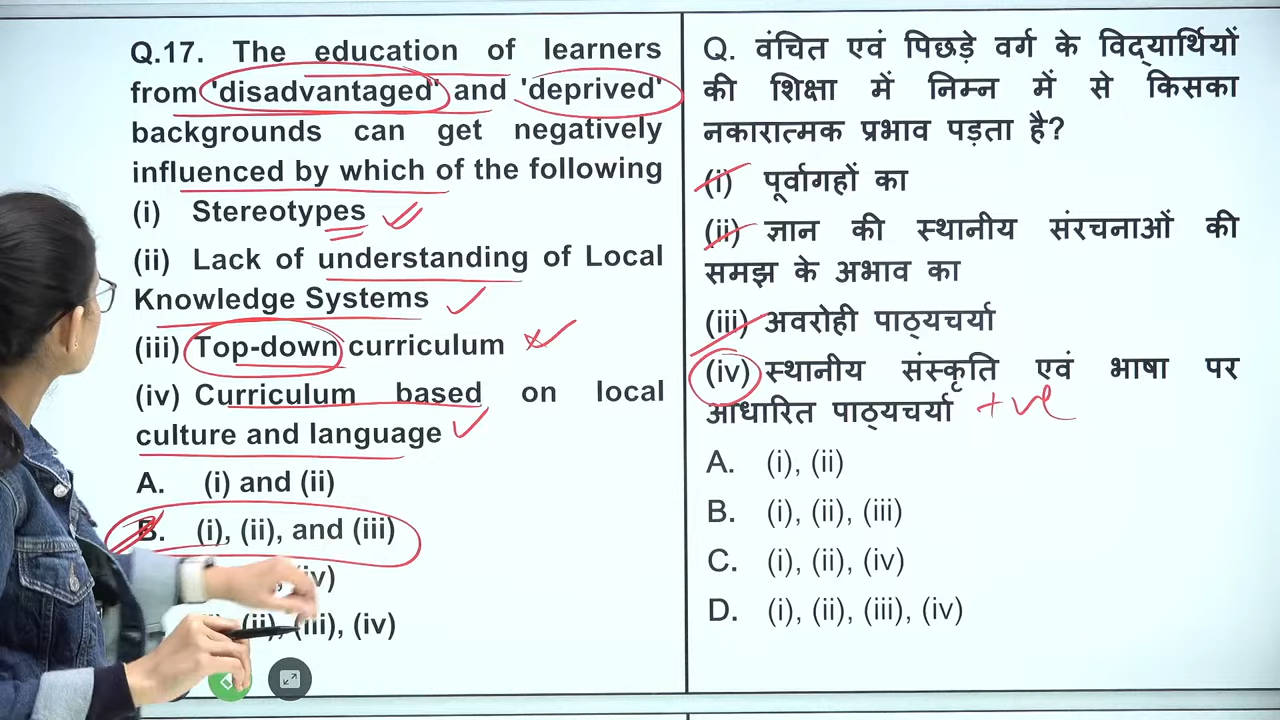 Q.17. The education of learners
from 'disadvantaged' and 'deprived'
backgrounds can get negatively
influenced by which of the following
(i) Stereotypes
(ii) Lack of understanding of Local
Knowledge Systems
(iii) Top-down curriculum
(iv) Curriculum based on local
culture and language
A. (i) and (ii)
B. (i), (ii), and (iii)
(iv)
(ii), (iii), (iv)
Q. वंचित एवं पिछड़े वर्ग के विद्यार्थियों
की शिक्षा में निम्न में से किसका
नकारात्मक प्रभाव पड़ता है?
(i) पूर्वागहों का
(ii) ज्ञान की स्थानीय संरचनाओं की
समझ के अभाव का
(iii) अवरोही पाठ्यचर्या
(iv) स्थानीय संस्कृति एवं भाषा पर
आधारित पाठ्यचर्या +ve
A. (i), (ii)
B. (i), (ii), (iii)
C. (i), (ii), (iv)
D. (i), (ii), (iii), (iv)